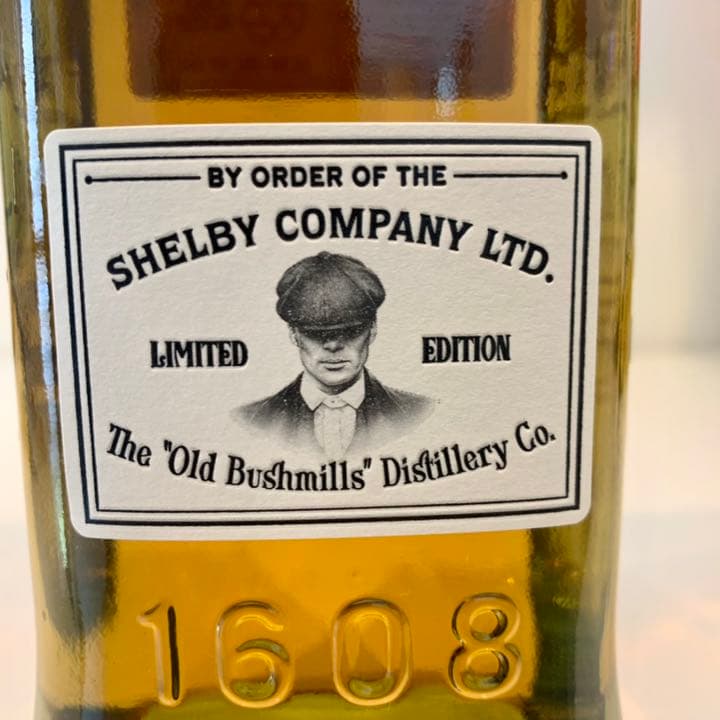 BY ORDER OF THE
SHELBY COMPANY LTD.
LIMITED EDITION
The "Old Bushmills" Distillery Co.
1608